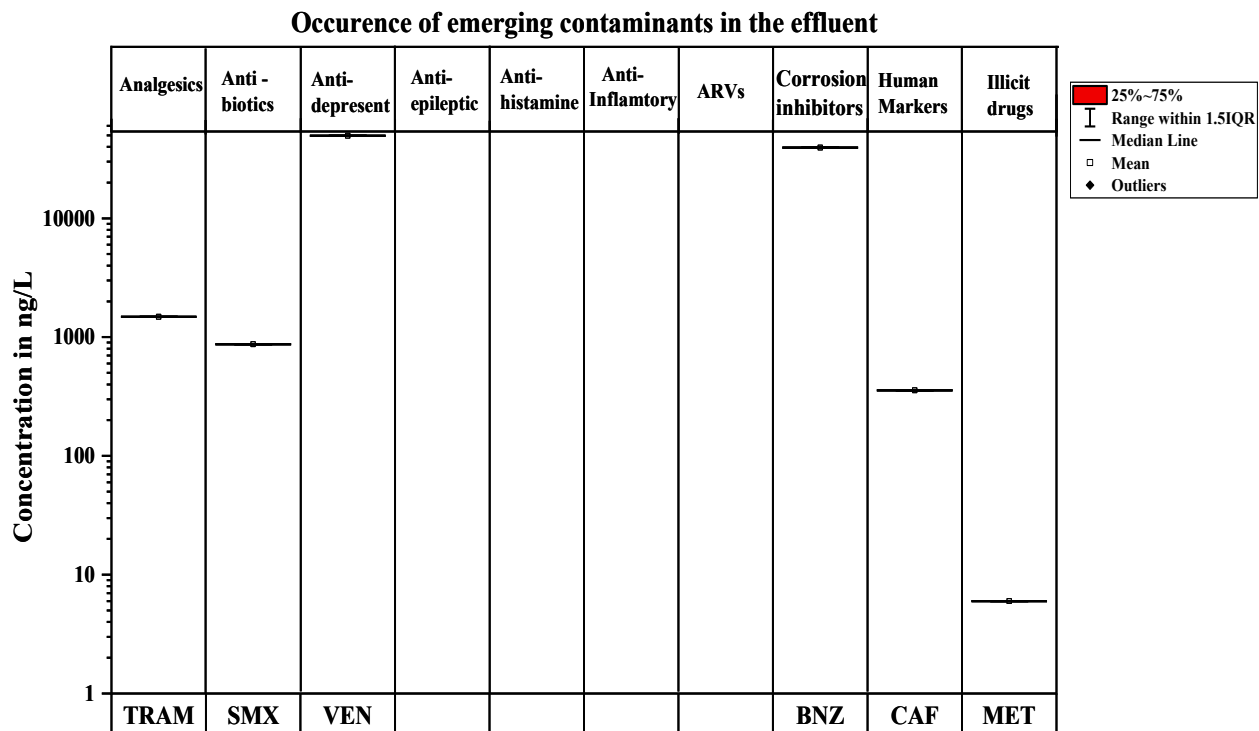 Occurence of emerging contaminants in the effluent
Analgesics
Anti -
biotics
Anti-
depresent
Anti-
epileptic
Anti-
histamine
Anti-
Inflamtory
ARVs
Corrosion
inhibitors
Human
Markers
Illicit
drugs
25%~75%
Range within 1.5IQR
Median Line
Mean
Outliers
Concentration in ng/L
10000
1000
100
10
1
TRAM
SMX
VEN
BNZ
CAF
MET